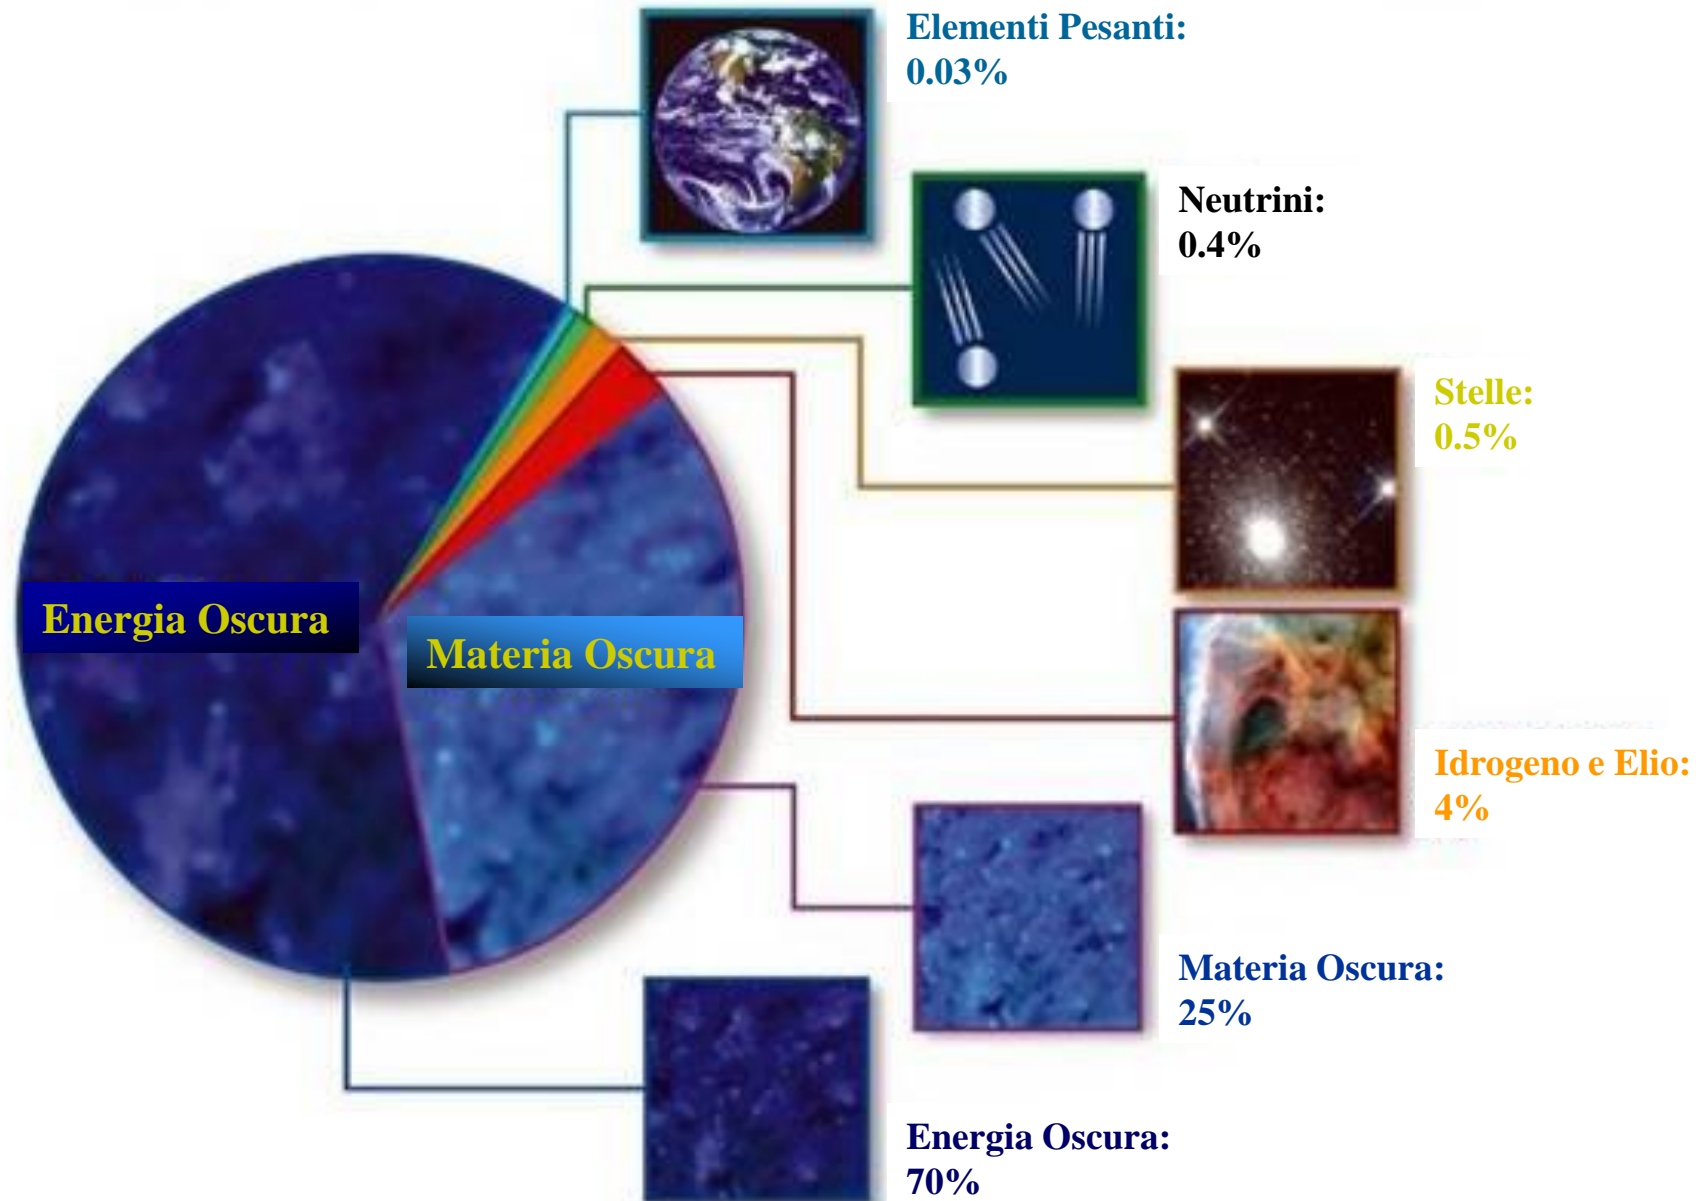 Elementi Pesanti:
0.03%
Neutrini:
0.4%
Stelle:
0.5%
Energia Oscura
Materia Oscura
Idrogeno e Elio:
4%
Materia Oscura:
25%
Energia Oscura:
70%